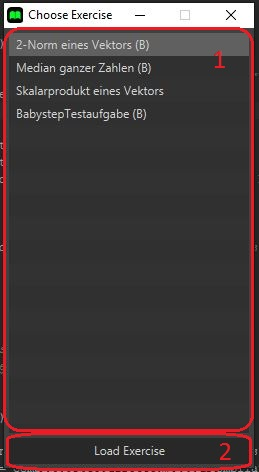 Choose Exercise
2-Norm eines Vektors (B)
1
Median ganzer Zahlen (B)
Skalarprodukt eines Vektors
BabystepTestaufgabe (B)
Load Exercise
2